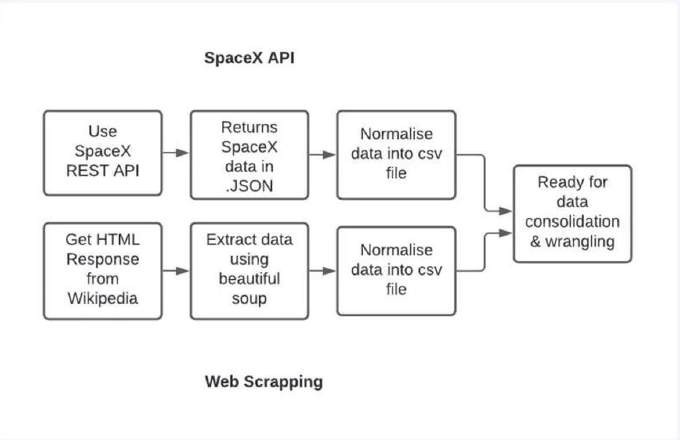 SpaceX API
Use
SpaceX
REST API
Returns
SpaceX
data in
.JSON
Normalise
data into csv
file
Get HTML
Response
from
Wikipedia
Extract data
using
beautiful
soup
Normalise
data into csv
file
Ready for
data
consolidation
& wrangling
Web Scrapping